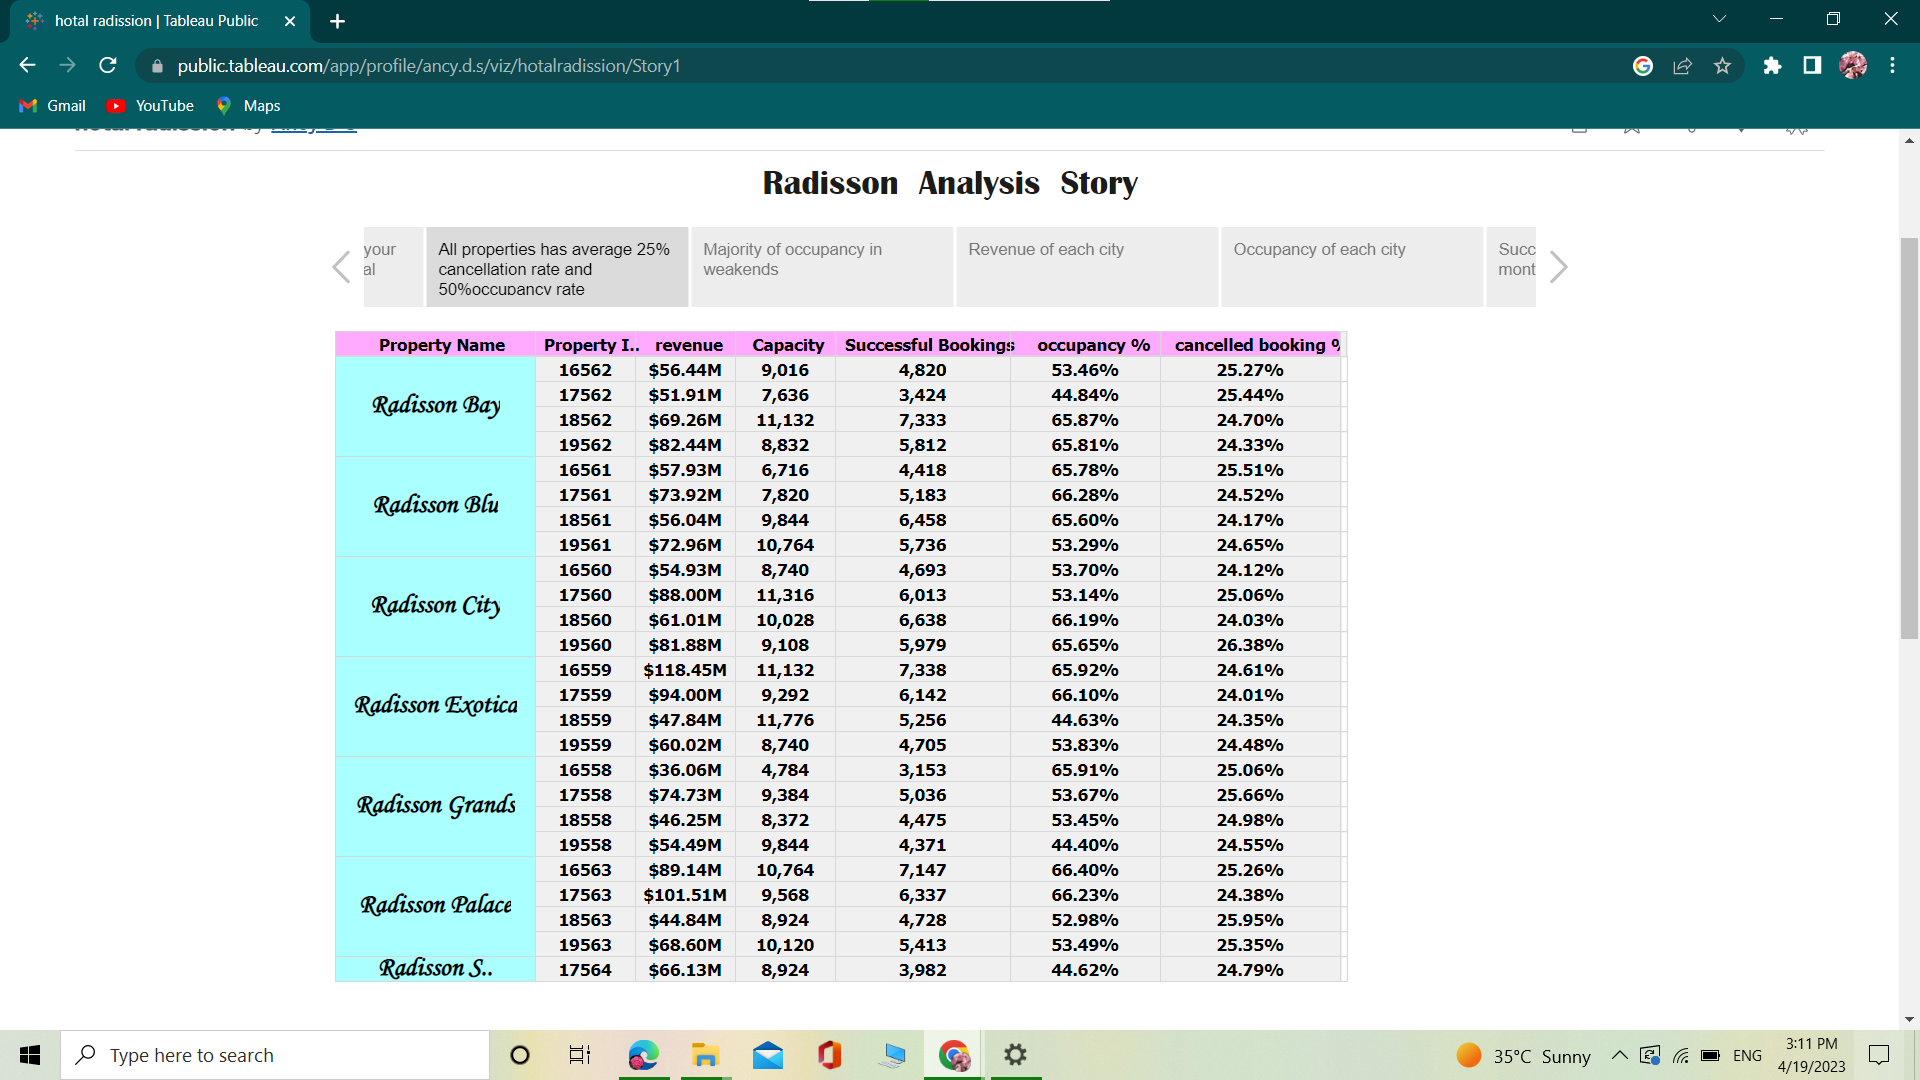 hotal radission | Tableau Public
public.tableau.com/app/profile/ancy.d.s/viz/hotalradission/Story1
Gmail YouTube Maps
hotal radission by Ancy D S
Radisson Analysis Story
your
al
All properties has average 25%
cancellation rate and
50%occupancy rate
Majority of occupancy in
weakends
Revenue of each city
Occupancy of each city
Succ
mont
Property Name Property I.. revenue Capacity Successful Bookings occupancy % cancelled booking %
Radisson Bay
16562 $56.44M 9,016 4,820 53.46% 25.27%
17562 $51.91M 7,636 3,424 44.84% 25.44%
18562 $69.26M 11,132 7,333 65.87% 24.70%
19562 $82.44M 8,832 5,812 65.81% 24.33%
Radisson Blu
16561 $57.93M 6,716 4,418 65.78% 25.51%
17561 $73.92M 7,820 5,183 66.28% 24.52%
18561 $56.04M 9,844 6,458 65.60% 24.17%
19561 $72.96M 10,764 5,736 53.29% 24.65%
Radisson City
16560 $54.93M 8,740 4,693 53.70% 24.12%
17560 $88.00M 11,316 6,013 53.14% 25.06%
18560 $61.01M 10,028 6,638 66.19% 24.03%
19560 $81.88M 9,108 5,979 65.65% 26.38%
Radisson Exotica
16559 $118.45M 11,132 7,338 65.92% 24.61%
17559 $94.00M 9,292 6,142 66.10% 24.01%
18559 $47.84M 11,776 5,256 44.63% 24.35%
19559 $60.02M 8,740 4,705 53.83% 24.48%
Radisson Grands
16558 $36.06M 4,784 3,153 65.91% 25.06%
17558 $74.73M 9,384 5,036 53.67% 25.66%
18558 $46.25M 8,372 4,475 53.45% 24.98%
19558 $54.49M 9,844 4,371 44.40% 24.55%
Radisson Palace
16563 $89.14M 10,764 7,147 66.40% 25.26%
17563 $101.51M 9,568 6,337 66.23% 24.38%
18563 $44.84M 8,924 4,728 52.98% 25.95%
19563 $68.60M 10,120 5,413 53.49% 25.35%
Radisson S..
17564 $66.13M 8,924 3,982 44.62% 24.79%
Type here to search
35°C Sunny
ENG
3:11 PM
4/19/2023